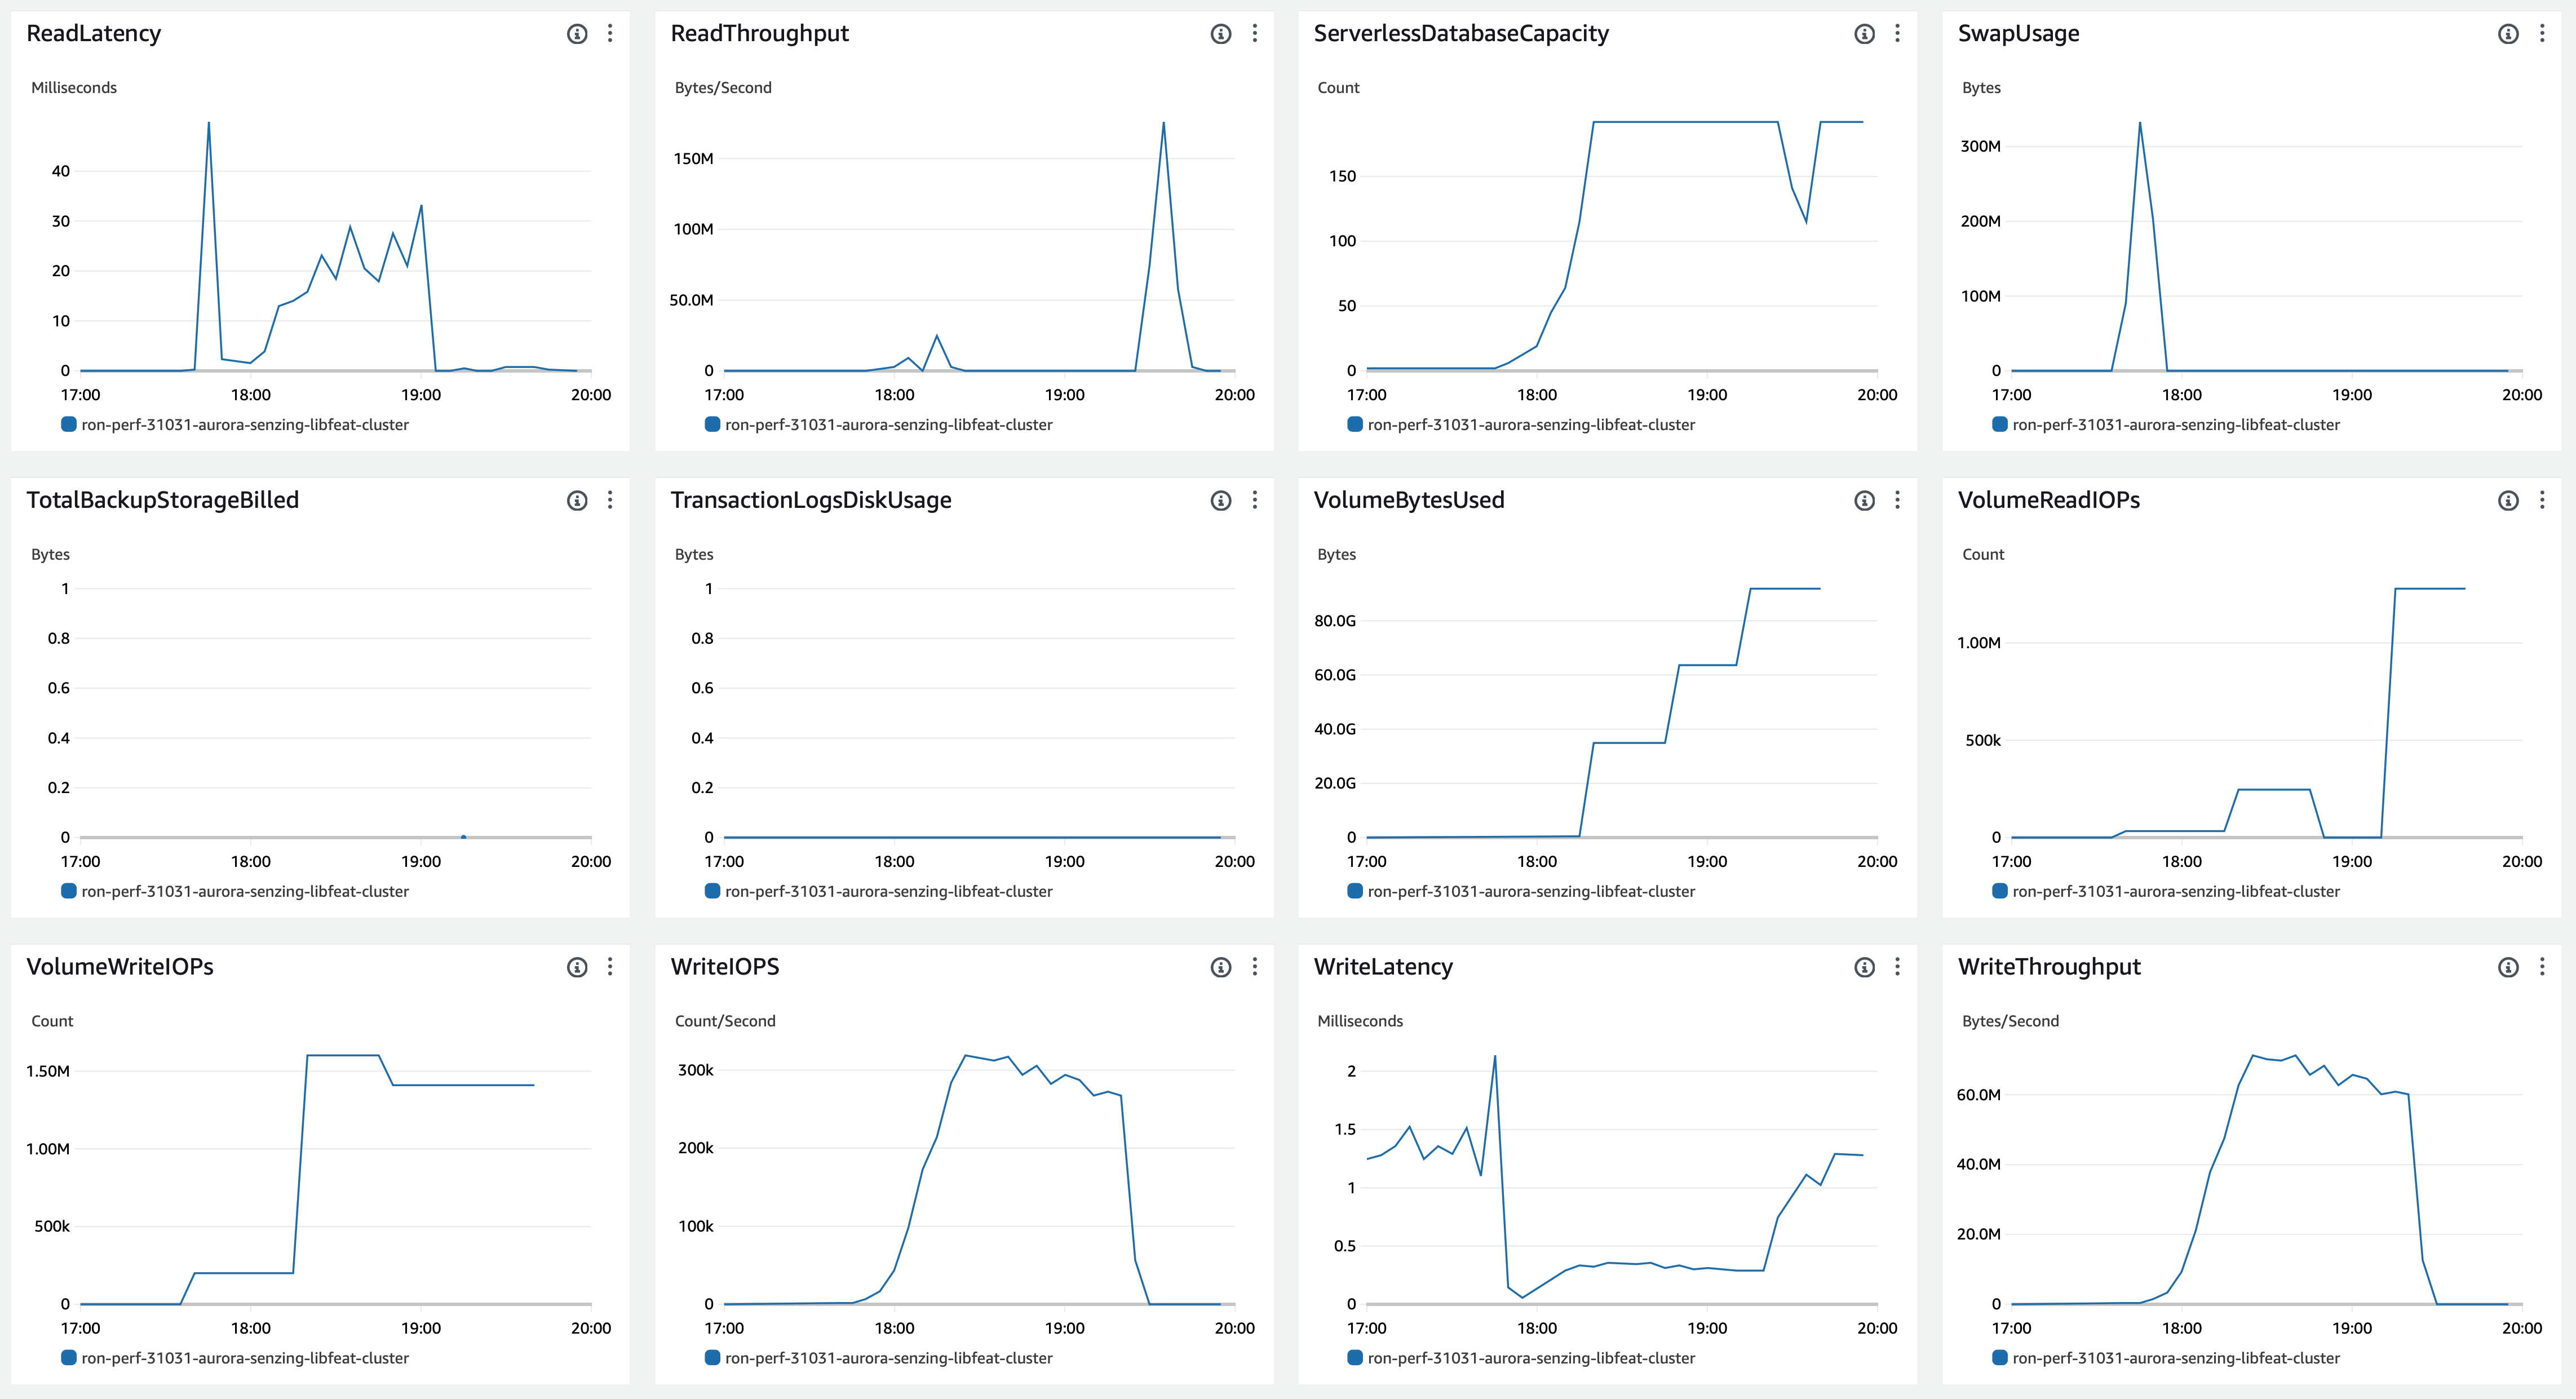 ReadLatency
Milliseconds
40
30
20
10
0
17:00 18:00 19:00 20:00
ron-perf-31031-aurora-senzing-libfeat-cluster
ReadThroughput
Bytes/Second
150M
100M
50.0M
0
17:00 18:00 19:00 20:00
ron-perf-31031-aurora-senzing-libfeat-cluster
ServerlessDatabaseCapacity
Count
150
100
50
0
17:00 18:00 19:00 20:00
ron-perf-31031-aurora-senzing-libfeat-cluster
SwapUsage
Bytes
300M
200M
100M
0
17:00 18:00 19:00 20:00
ron-perf-31031-aurora-senzing-libfeat-cluster
TotalBackupStorageBilled
Bytes
1
0.8
0.6
0.4
0.2
0
17:00 18:00 19:00 20:00
ron-perf-31031-aurora-senzing-libfeat-cluster
TransactionLogsDiskUsage
Bytes
1
0.8
0.6
0.4
0.2
0
17:00 18:00 19:00 20:00
ron-perf-31031-aurora-senzing-libfeat-cluster
VolumeBytesUsed
Bytes
80.0G
60.0G
40.0G
20.0G
0
17:00 18:00 19:00 20:00
ron-perf-31031-aurora-senzing-libfeat-cluster
VolumeReadIOPs
Count
1.00M
500k
0
17:00 18:00 19:00 20:00
ron-perf-31031-aurora-senzing-libfeat-cluster
VolumeWriteIOPs
Count
1.50M
1.00M
500k
0
17:00 18:00 19:00 20:00
ron-perf-31031-aurora-senzing-libfeat-cluster
WriteIOPS
Count/Second
300k
200k
100k
0
17:00 18:00 19:00 20:00
ron-perf-31031-aurora-senzing-libfeat-cluster
WriteLatency
Milliseconds
2
1.5
1
0.5
0
17:00 18:00 19:00 20:00
ron-perf-31031-aurora-senzing-libfeat-cluster
WriteThroughput
Bytes/Second
60.0M
40.0M
20.0M
0
17:00 18:00 19:00 20:00
ron-perf-31031-aurora-senzing-libfeat-cluster